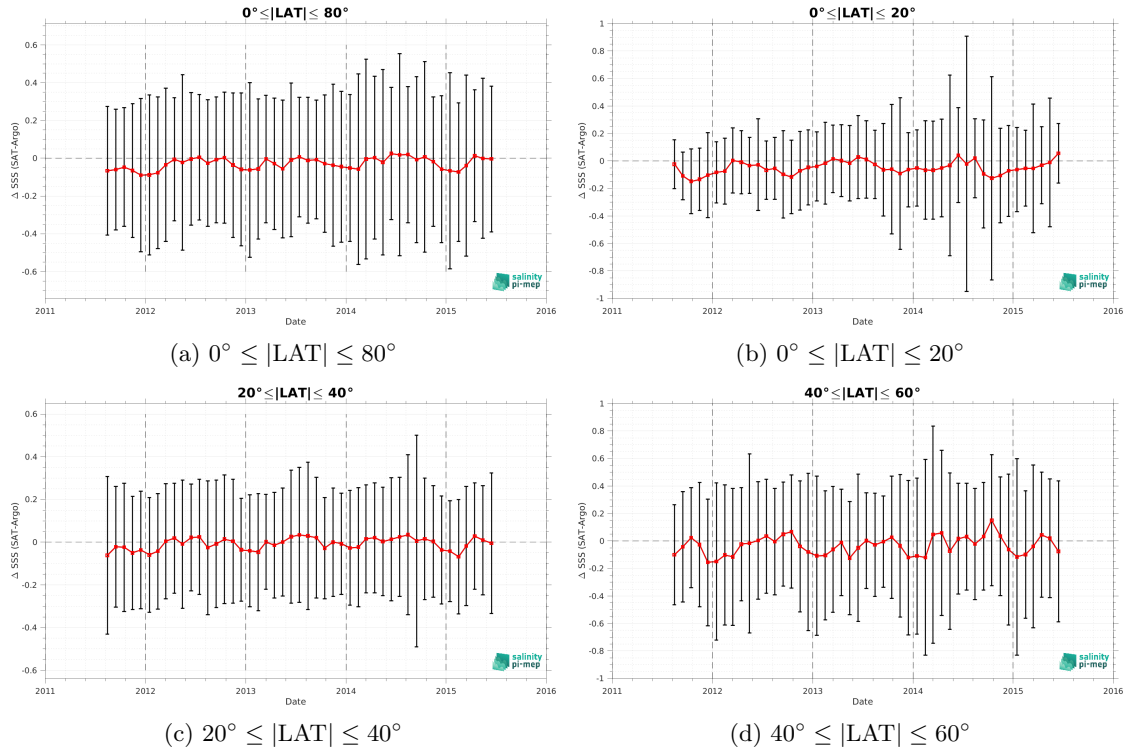 0°≤|LAT|≤ 80°
Δ SSS (SAT-Argo)
0.6
0.4
0.2
0
-0.2
-0.4
-0.6
2011 2012 2013 2014 2015 2016
Date
salinity
pi-mep
(a) 0° ≤ |LAT| ≤ 80°
0°≤|LAT|≤ 20°
Δ SSS (SAT-Argo)
1
0.8
0.6
0.4
0.2
0
-0.2
-0.4
-0.6
-0.8
-1
2011 2012 2013 2014 2015 2016
Date
salinity
pi-mep
(b) 0° ≤ |LAT| ≤ 20°
20°≤|LAT|≤ 40°
Δ SSS (SAT-Argo)
0.6
0.4
0.2
0
-0.2
-0.4
-0.6
2011 2012 2013 2014 2015 2016
Date
salinity
pi-mep
(c) 20° ≤ |LAT| ≤ 40°
40°≤|LAT|≤ 60°
Δ SSS (SAT-Argo)
1
0.8
0.6
0.4
0.2
0
-0.2
-0.4
-0.6
-0.8
-1
2011 2012 2013 2014 2015 2016
Date
salinity
pi-mep
(d) 40° ≤ |LAT| ≤ 60°